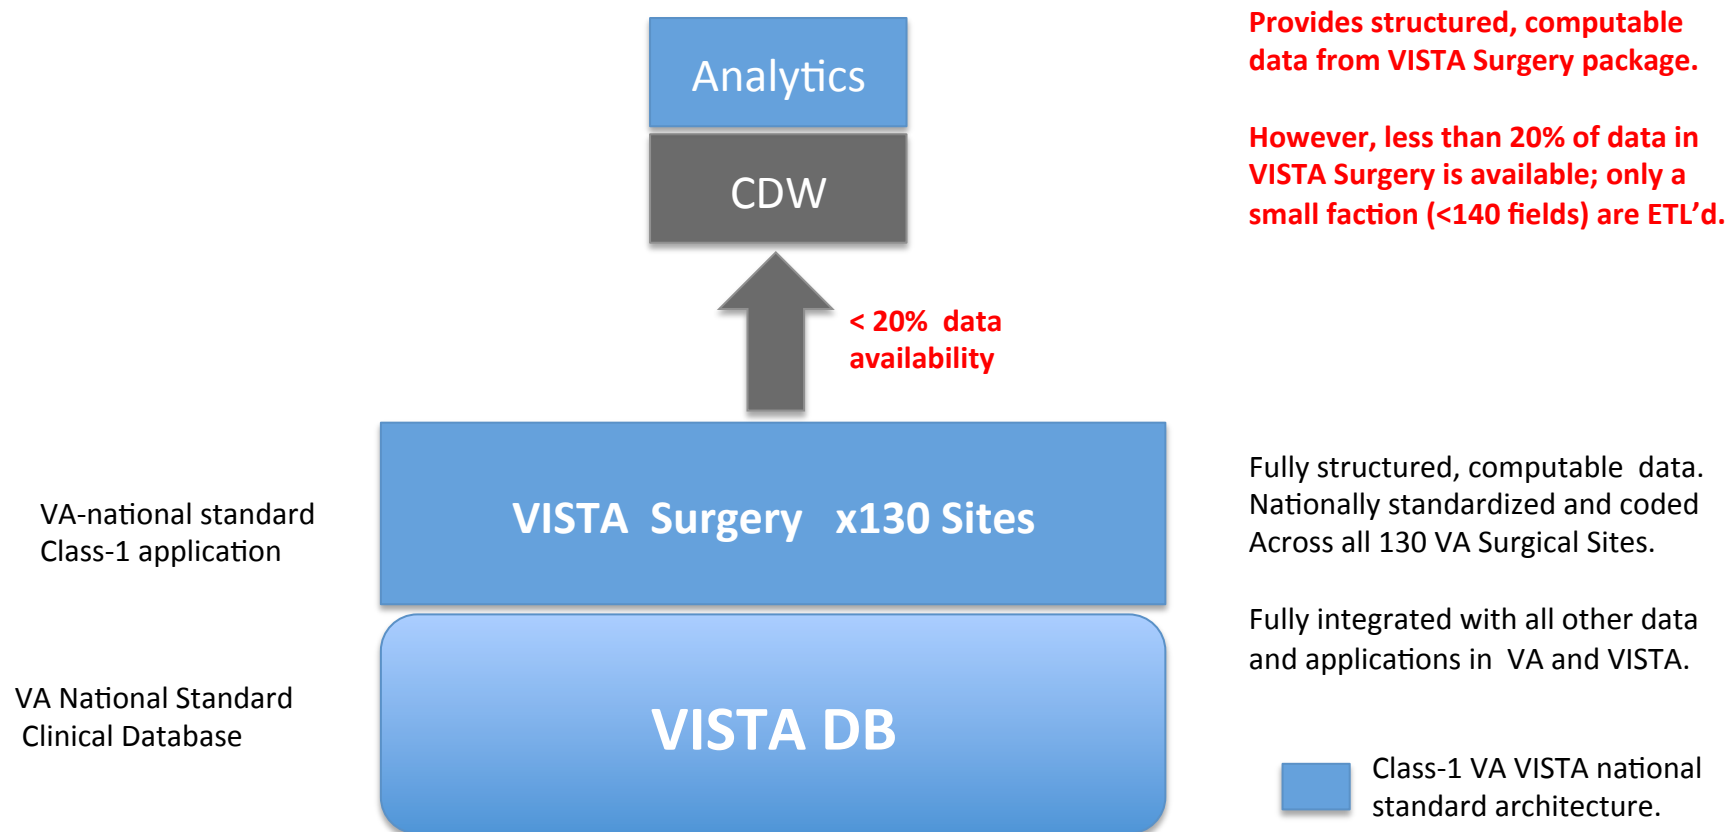 Analytics
CDW
Provides structured, computable
data from VISTA Surgery package.
However, less than 20% of data in
VISTA Surgery is available; only a
small faction (<140 fields) are ETL’d.
< 20%  data
availability
VA-national standard
Class-1 application
VISTA  Surgery   x130 Sites
Fully structured, computable  data.
Nationally standardized and coded
Across all 130 VA Surgical Sites.
Fully integrated with all other data
and applications in  VA and VISTA.
VA National Standard
Clinical Database
VISTA DB
Class-1 VA VISTA national
standard architecture.